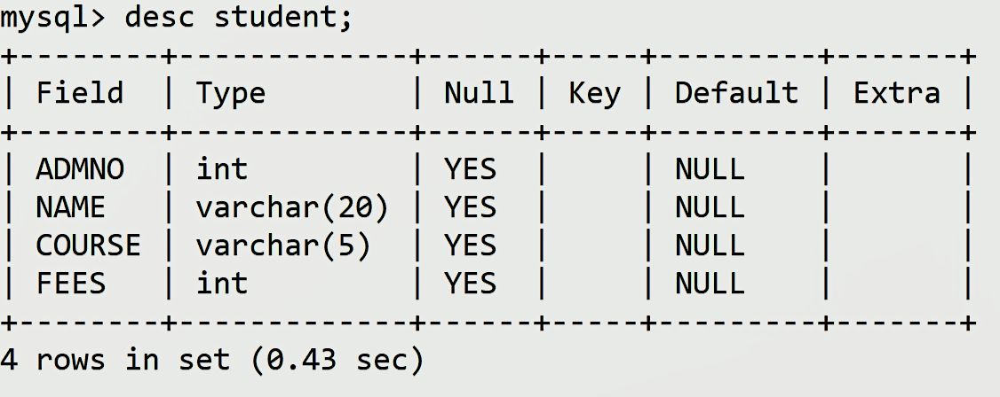 mysql> desc student;
+--------+-------------+------+-----+---------+-------+
| Field  | Type        | Null | Key | Default | Extra |
+--------+-------------+------+-----+---------+-------+
| ADMNO  | int         | YES  |     | NULL    |       |
| NAME   | varchar(20) | YES  |     | NULL    |       |
| COURSE | varchar(5)  | YES  |     | NULL    |       |
| FEES   | int         | YES  |     | NULL    |       |
+--------+-------------+------+-----+---------+-------+
4 rows in set (0.43 sec)